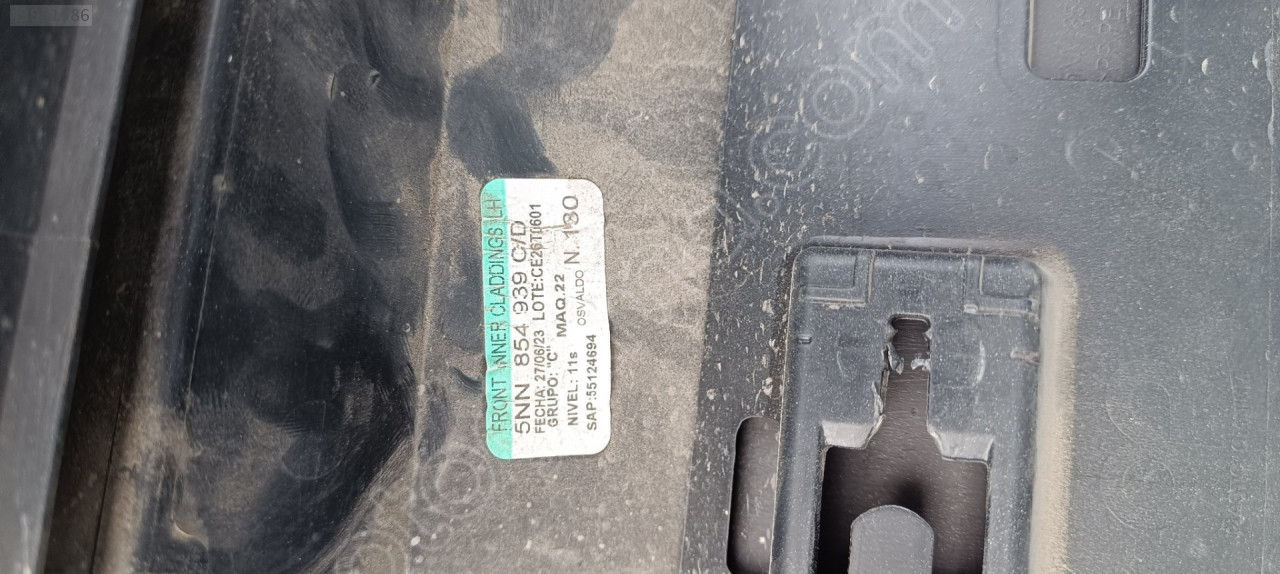 FRONT INNER CLADDINGS LH
5NN 854 939 C/D
FECHA: 27/06/23 LOTE:CE26T0601
GRUPO: "C" MAQ.22
NIVEL: 11s OSVALDO N. 130
SAP:55124694